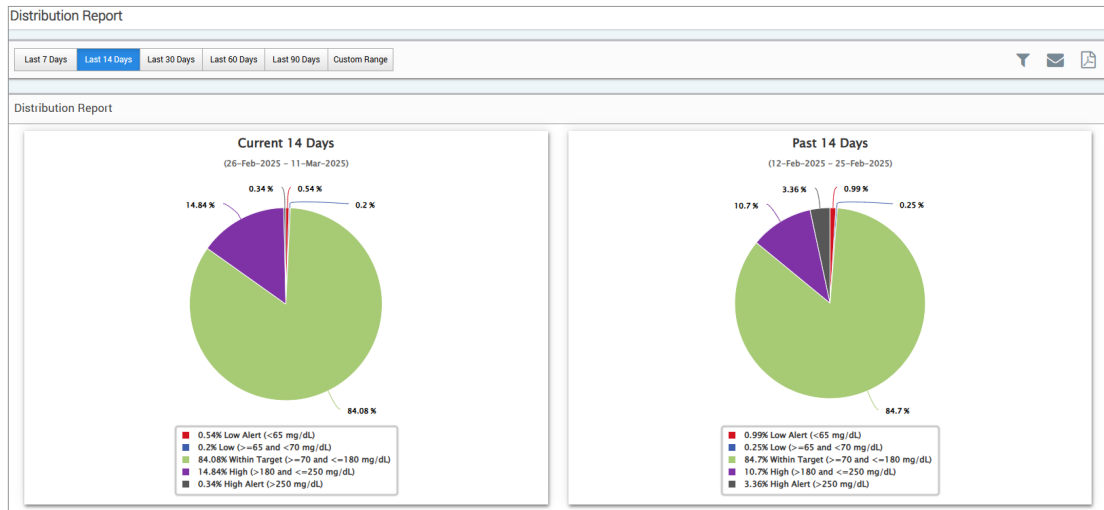 Distribution Report
Last 7 Days Last 14 Days Last 30 Days Last 60 Days Last 90 Days Custom Range
Distribution Report
Current 14 Days
(26-Feb-2025 - 11-Mar-2025)
0.34 % 0.54 %
14.84 % 0.2 %
84.08 %
0.54% Low Alert (<65 mg/dL)
0.2% Low (>=65 and <70 mg/dL)
84.08% Within Target (>=70 and <=180 mg/dL)
14.84% High (>180 and <=250 mg/dL)
0.34% High Alert (>250 mg/dL)
Past 14 Days
(12-Feb-2025 - 25-Feb-2025)
3.36 % 0.99 %
10.7 % 0.25 %
84.7 %
0.99% Low Alert (<65 mg/dL)
0.25% Low (>=65 and <70 mg/dL)
84.7% Within Target (>=70 and <=180 mg/dL)
10.7% High (>180 and <=250 mg/dL)
3.36% High Alert (>250 mg/dL)